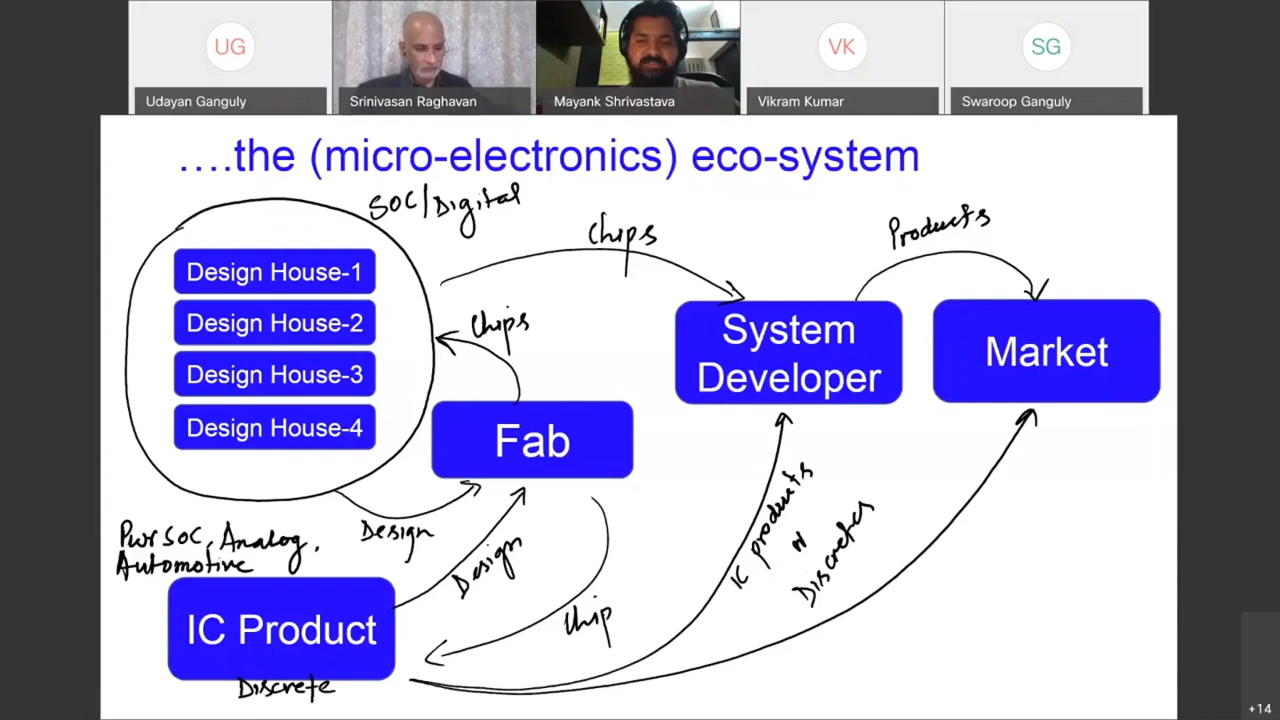 UG
VK
SG
Udayan Ganguly
Srinivasan Raghavan
Mayank Shrivastava
Vikram Kumar
Swaroop Ganguly
....the (micro-electronics) eco-system
SOC/Digital
Chips
Products
Design House-1
Design House-2
Design House-3
Design House-4
Chips
System
Developer
Market
Fab
Design
Design
Chip
IC products
or
Discretes
Pwr SOC, Analog,
Automotive
IC Product
Discrete
+14